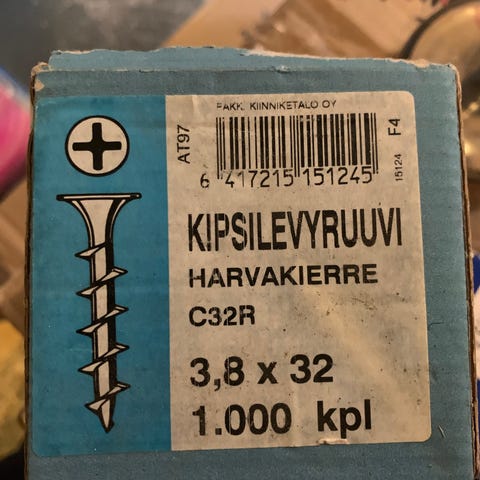 PAKK. KIINNIKETALO OY
AT97
6 417215 151245
15124 F4
KIPSILEVYRUUVI
HARVAKIERRE
C32R
3,8 x 32
1.000 kpl